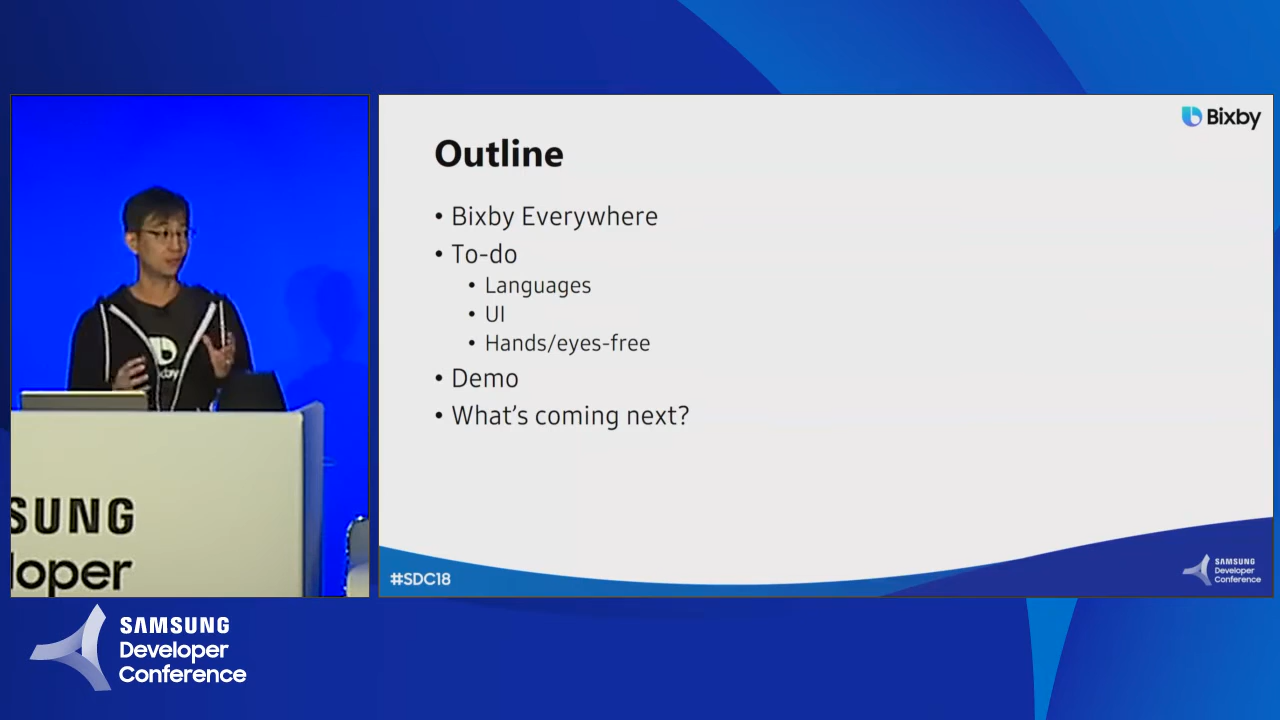 Bixby
Outline
• Bixby Everywhere
• To-do
• Languages
• UI
• Hands/eyes-free
• Demo
• What's coming next?
#SDC18
SAMSUNG
Developer
Conference
SUNG
loper
SAMSUNG
Developer
Conference